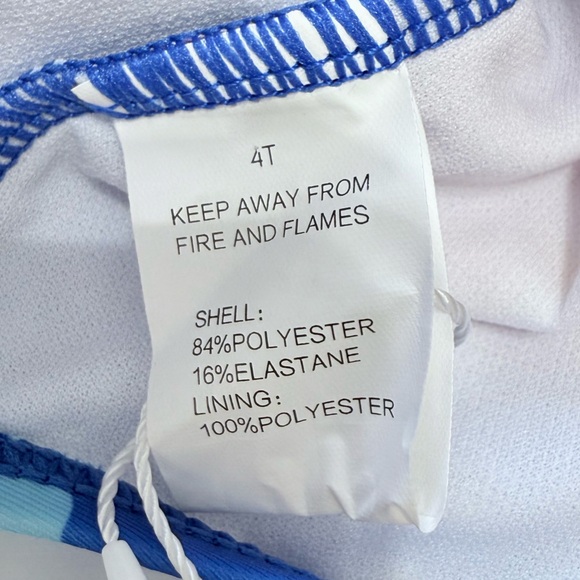 4T
KEEP AWAY FROM
FIRE AND FLAMES
SHELL:
84%POLYESTER
16%ELASTANE
LINING:
100%POLYESTER